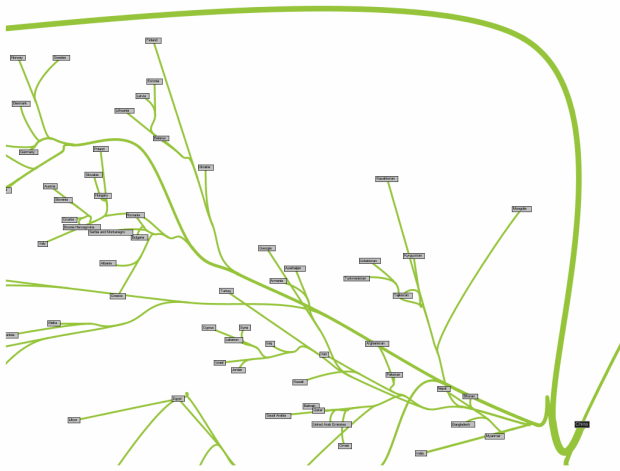 Finland
Norway
Sweden
Estonia
Latvia
Denmark
Lithuania
Belarus
Germany
Poland
Ukraine
Slovakia
Kazakhstan
Austria
Hungary
Slovenia
Mongolia
Croatia
Romania
Bosnia Herzegovina
Serbia and Montenegro
Bulgaria
Italy
Georgia
Kyrgyzstan
Albania
Uzbekistan
Azerbaijan
Turkmenistan
Armenia
Turkey
Tajikistan
Greece
Malta
Cyprus
Syria
Lebanon
Iraq
Afghanistan
Iran
Israel
Jordan
Pakistan
Kuwait
Nepal
Bhutan
Egypt
Bahrain
Qatar
Saudi Arabia
Libya
United Arab Emirates
Bangladesh
China
Myanmar
Oman
India